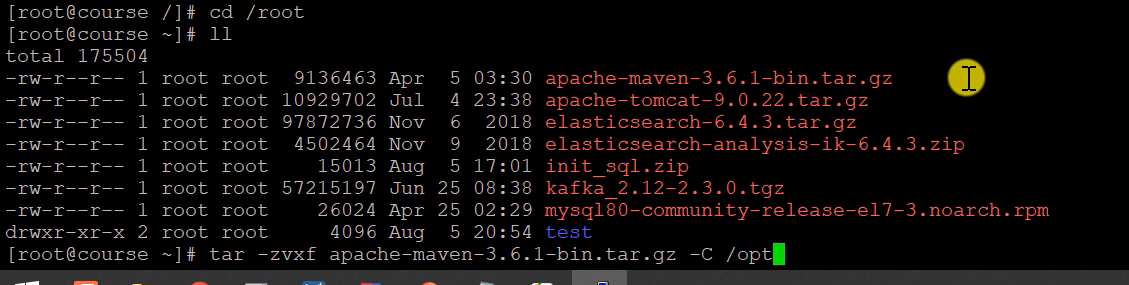 [root@course /]# cd /root
[root@course ~]# ll
total 175504
-rw-r--r-- 1 root root  9136463 Apr  5 03:30 apache-maven-3.6.1-bin.tar.gz
-rw-r--r-- 1 root root 10929702 Jul  4 23:38 apache-tomcat-9.0.22.tar.gz
-rw-r--r-- 1 root root 97872736 Nov  6  2018 elasticsearch-6.4.3.tar.gz
-rw-r--r-- 1 root root  4502464 Nov  9  2018 elasticsearch-analysis-ik-6.4.3.zip
-rw-r--r-- 1 root root    15013 Aug  5 17:01 init_sql.zip
-rw-r--r-- 1 root root 57215197 Jun 25 08:38 kafka_2.12-2.3.0.tgz
-rw-r--r-- 1 root root    26024 Apr 25 02:29 mysql80-community-release-el7-3.noarch.rpm
drwxr-xr-x 2 root root     4096 Aug  5 20:54 test
[root@course ~]# tar -zvxf apache-maven-3.6.1-bin.tar.gz -C /opt